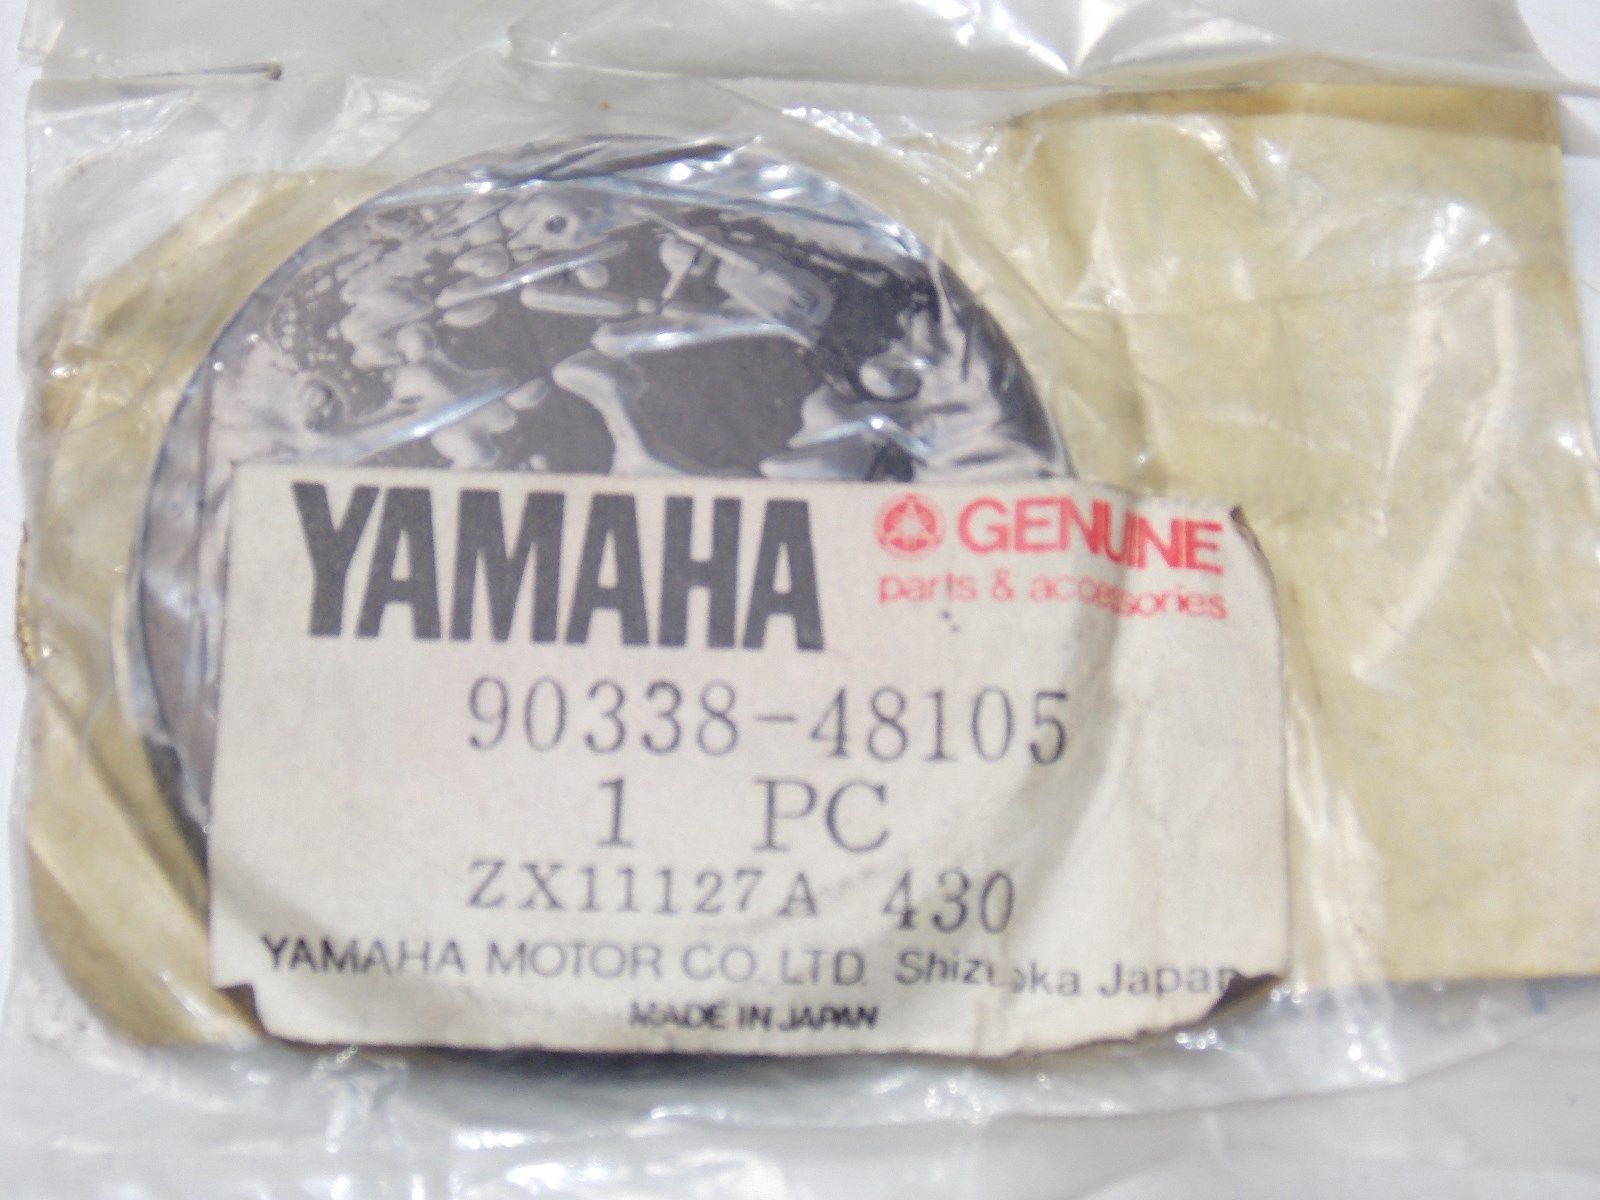 YAMAHA GENUINE
parts & accessories
90338-48105
1 PC
ZX11127A 430
YAMAHA MOTOR CO. LTD. Shizuoka Japan
MADE IN JAPAN